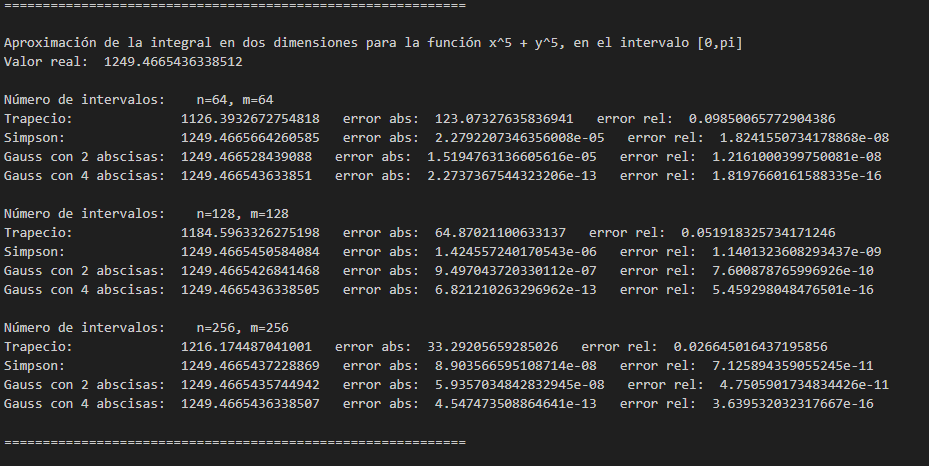 ============================================================
Aproximación de la integral en dos dimensiones para la función x^5 + y^5, en el intervalo [0,pi]
Valor real:  1249.4665436338512
Número de intervalos:    n=64, m=64
Trapecio:              1126.3932672754818   error abs:  123.07327635836941   error rel:  0.09850065772904386
Simpson:               1249.4665664260585   error abs:  2.2792207346356008e-05   error rel:  1.8241550734178868e-08
Gauss con 2 abscisas:  1249.466528439088   error abs:  1.5194763136605616e-05   error rel:  1.2161000399750081e-08
Gauss con 4 abscisas:  1249.466543633851   error abs:  2.2737367544323206e-13   error rel:  1.8197660161588335e-16
Número de intervalos:    n=128, m=128
Trapecio:              1184.5963326275198   error abs:  64.87021100633137   error rel:  0.051918325734171246
Simpson:               1249.4665450584084   error abs:  1.424557240170543e-06   error rel:  1.1401323608293437e-09
Gauss con 2 abscisas:  1249.4665426841468   error abs:  9.497043720330112e-07   error rel:  7.600878765996926e-10
Gauss con 4 abscisas:  1249.4665436338505   error abs:  6.821210263296962e-13   error rel:  5.459298048476501e-16
Número de intervalos:    n=256, m=256
Trapecio:              1216.174487041001   error abs:  33.29205659285026   error rel:  0.026645016437195856
Simpson:               1249.4665437228869   error abs:  8.903566595108714e-08   error rel:  7.125894359055245e-11
Gauss con 2 abscisas:  1249.4665435744942   error abs:  5.9357034842832945e-08   error rel:  4.7505901734834426e-11
Gauss con 4 abscisas:  1249.4665436338507   error abs:  4.547473508864641e-13   error rel:  3.639532032317667e-16
============================================================